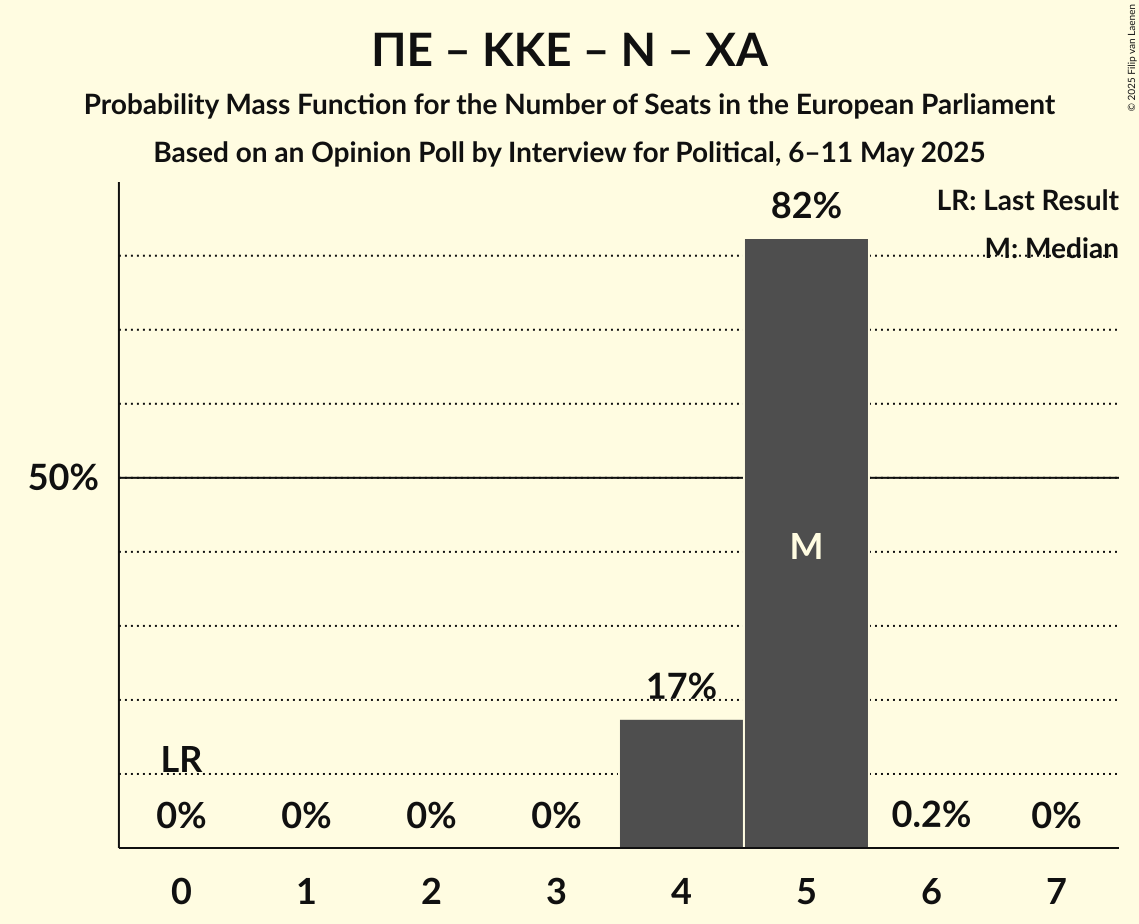 ΠΕ – ΚΚΕ – Ν – ΧΑ
Probability Mass Function for the Number of Seats in the European Parliament
Based on an Opinion Poll by Interview for Political, 6–11 May 2025
© 2025 Filip van Laenen
LR: Last Result
M: Median
82%
50%
M
17%
LR
0%
0%
0%
0%
0.2%
0%
0
1
2
3
4
5
6
7